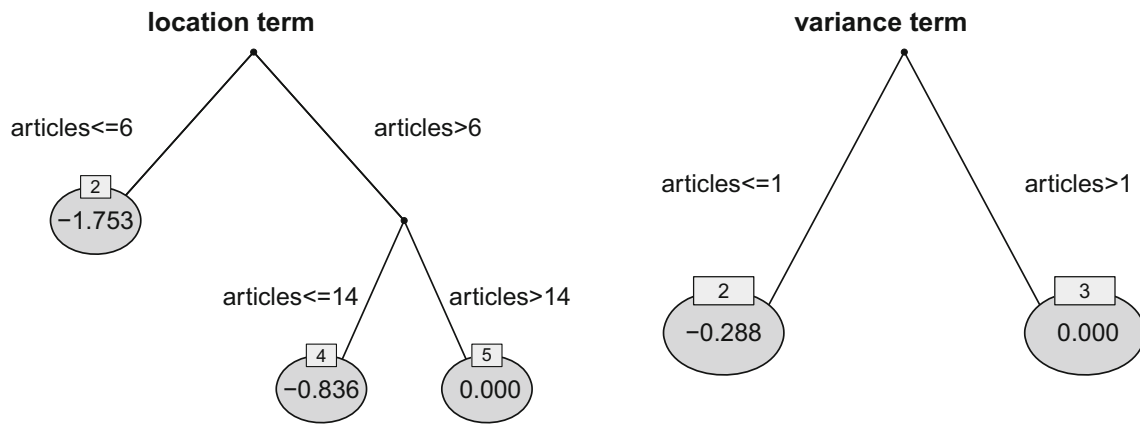 location term
articles<=6
articles>6
2
−1.753
articles<=14
articles>14
4
−0.836
5
0.000
variance term
articles<=1
articles>1
2
−0.288
3
0.000